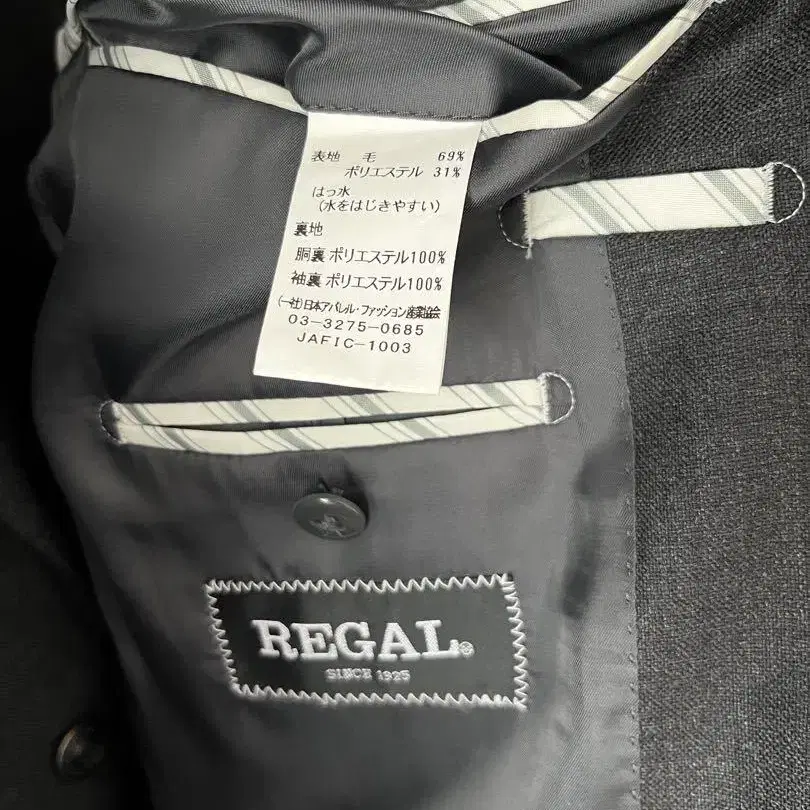 表地 毛 69%
ポリエステル 31%
はっ水
(水をはじきやすい)
裏地
胴裏 ポリエステル100%
袖裏 ポリエステル100%
(一社)日本アパレル・ファッション産業協会
03-3275-0685
JAFIC-1003
REGAL®
SINCE 1925